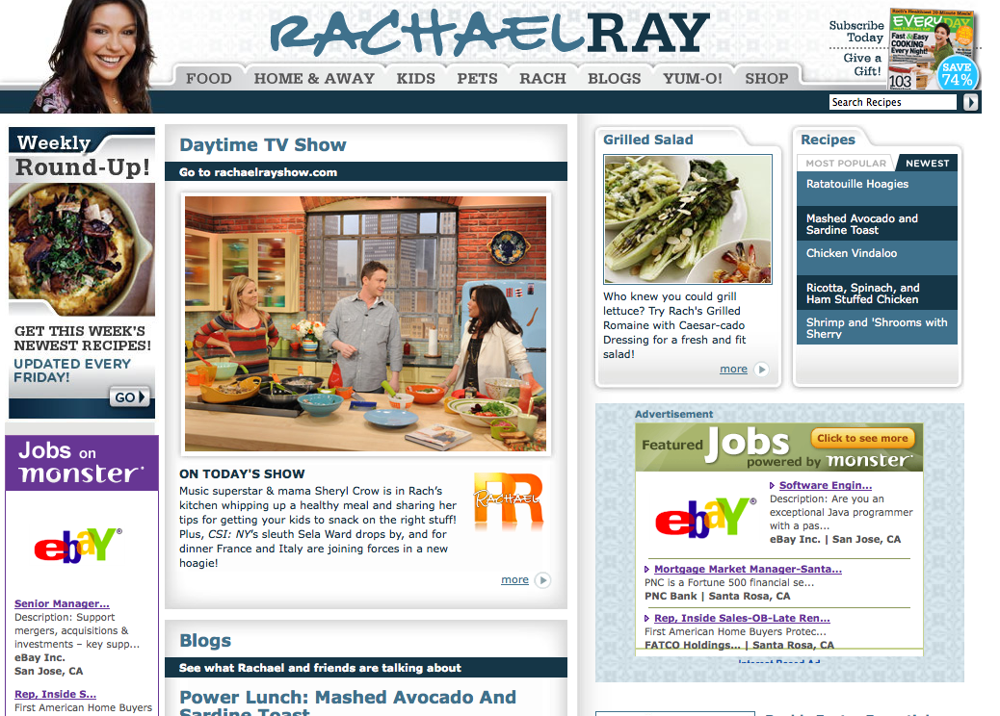 RACHAELRAY
Subscribe
Today
Give a
Gift!
EVERYDAY
Fast & Easy
COOKING
Every Night!
103
SAVE
74%
FOOD HOME & AWAY KIDS PETS RACH BLOGS YUM-O! SHOP
Search Recipes
Weekly
Round-Up!
GET THIS WEEK'S
NEWEST RECIPES!
UPDATED EVERY
FRIDAY!
GO
Jobs on
monster
ebay®
Senior Manager...
Description: Support
mergers, acquisitions &
investments – key supp...
eBay Inc.
San Jose, CA
Rep, Inside S...
First American Home Buyers
Daytime TV Show
Go to rachaelrayshow.com
ON TODAY'S SHOW
Music superstar & mama Sheryl Crow is in Rach's
kitchen whipping up a healthy meal and sharing her
tips for getting your kids to snack on the right stuff!
Plus, CSI: NY's sleuth Sela Ward drops by, and for
dinner France and Italy are joining forces in a new
hoagie!
RACHAEL
more
Blogs
See what Rachael and friends are talking about
Power Lunch: Mashed Avocado And
Sardine Toast
Grilled Salad
Who knew you could grill
lettuce? Try Rach's Grilled
Romaine with Caesar-cado
Dressing for a fresh and fit
salad!
more
Recipes
MOST POPULAR NEWEST
Ratatouille Hoagies
Mashed Avocado and
Sardine Toast
Chicken Vindaloo
Ricotta, Spinach, and
Ham Stuffed Chicken
Shrimp and 'Shrooms with
Sherry
Advertisement
Featured Jobs
powered by monster
Click to see more
ebay®
Software Engin...
Description: Are you an
exceptional Java programmer
with a pas...
eBay Inc. | San Jose, CA
Mortgage Market Manager-Santa...
PNC is a Fortune 500 financial se...
PNC Bank | Santa Rosa, CA
Rep, Inside Sales-OB-Late Ren...
First American Home Buyers Protec...
FATCO Holdings... | Santa Rosa, CA